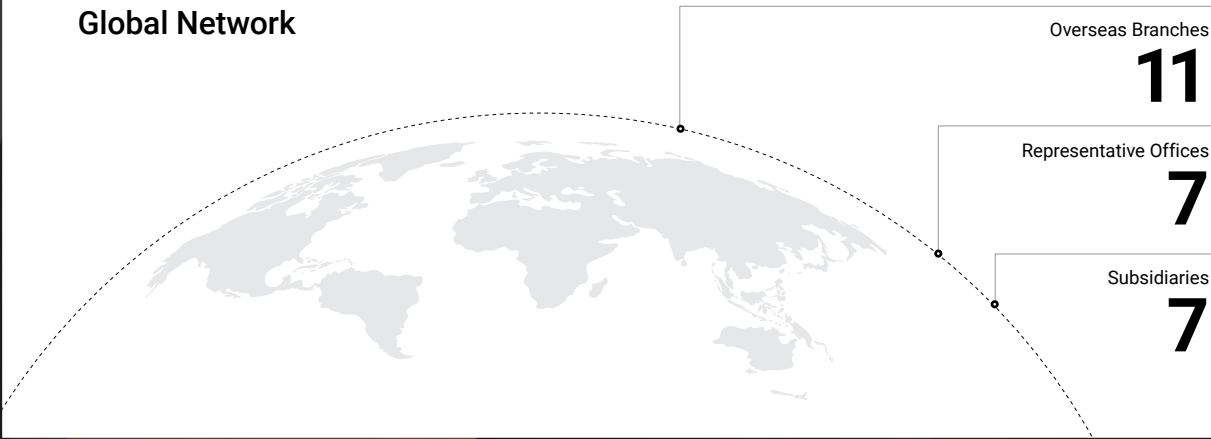 Global Network
Overseas Branches
11
Representative Offices
7
Subsidiaries
7